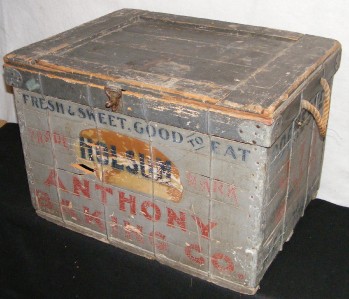 FRESH & SWEET. GOOD TO EAT
TRADE HOLSUM MARK
ANTHONY
BAKING CO.